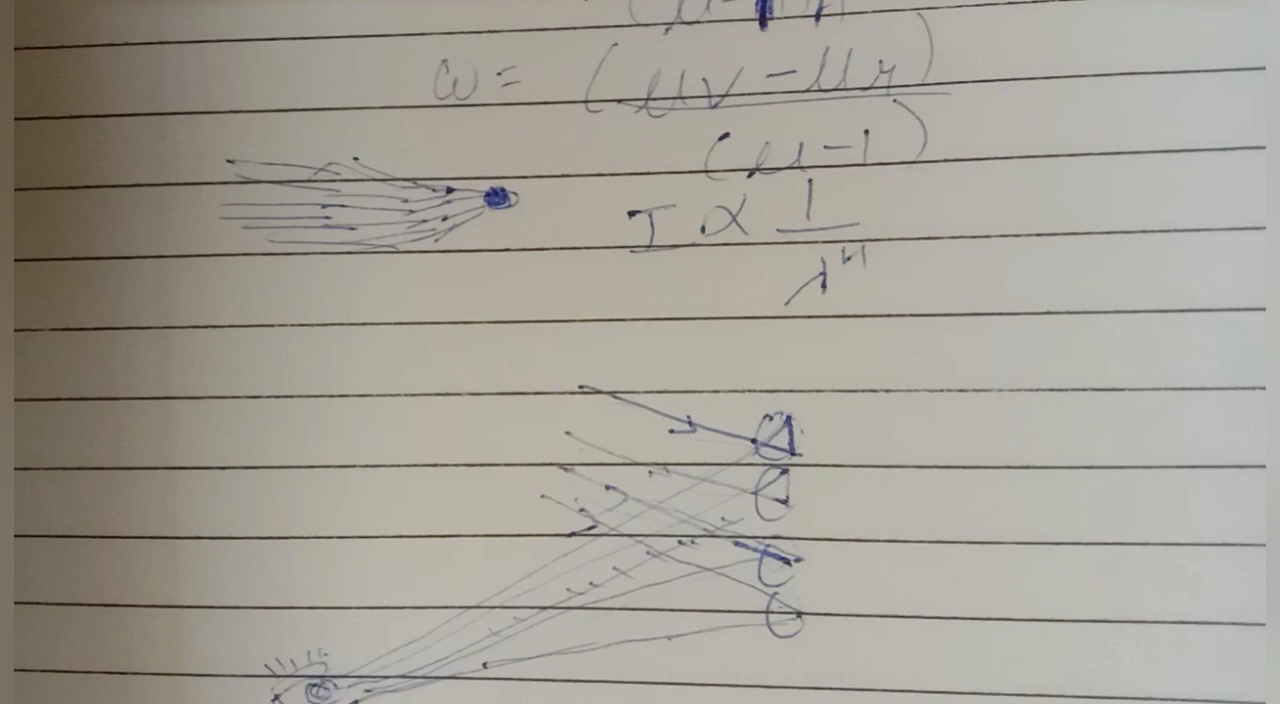 ω = (μv - μr)
(μ-1)
I ∝ 1
λ⁴